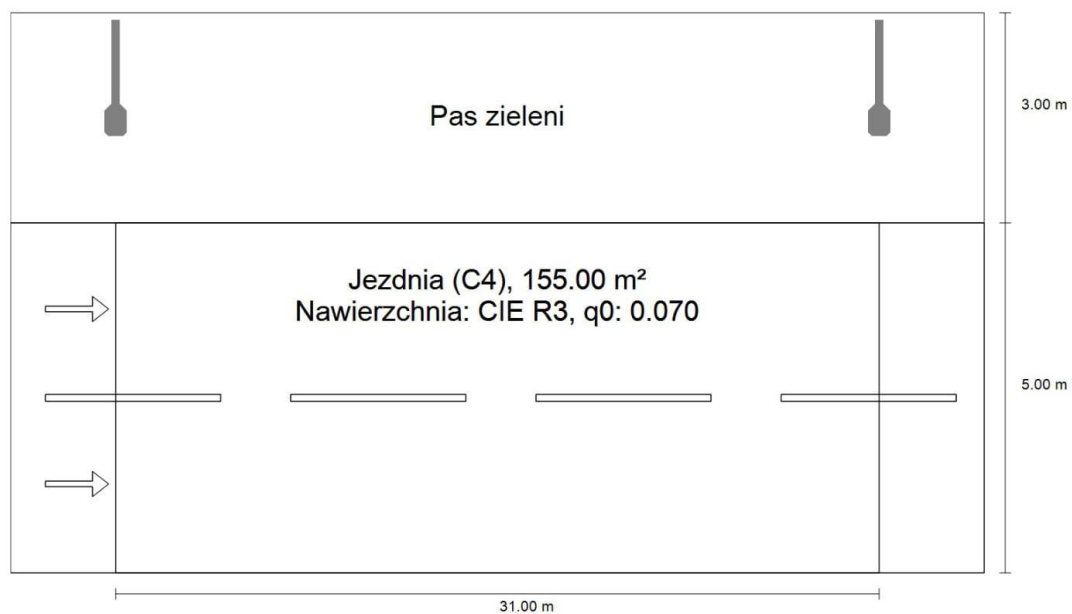 Pas zieleni
3.00 m
Jezdnia (C4), 155.00 m²
Nawierzchnia: CIE R3, q0: 0.070
5.00 m
31.00 m